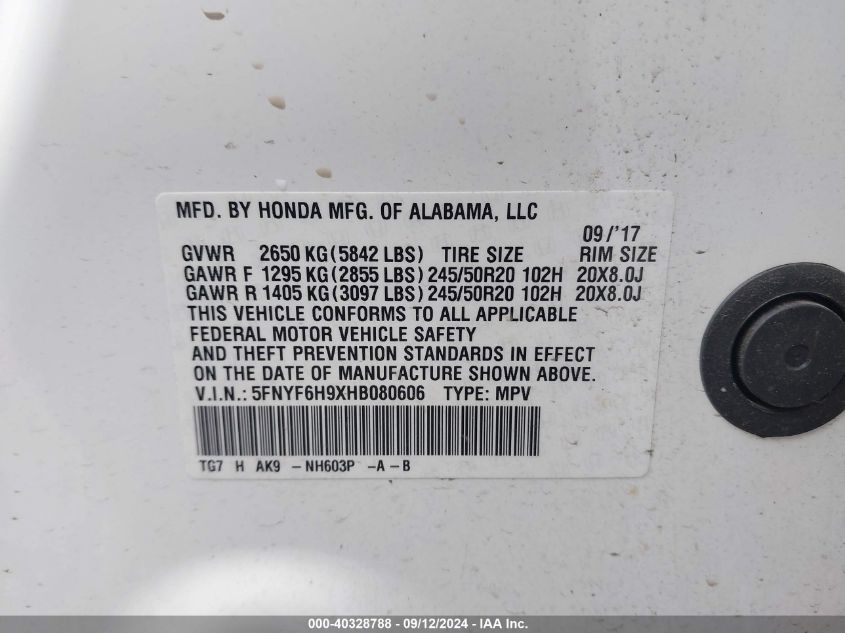 MFD. BY HONDA MFG. OF ALABAMA, LLC
09/'17
GVWR 2650 KG (5842 LBS) TIRE SIZE RIM SIZE
GAWR F 1295 KG (2855 LBS) 245/50R20 102H 20X8.0J
GAWR R 1405 KG (3097 LBS) 245/50R20 102H 20X8.0J
THIS VEHICLE CONFORMS TO ALL APPLICABLE
FEDERAL MOTOR VEHICLE SAFETY
AND THEFT PREVENTION STANDARDS IN EFFECT
ON THE DATE OF MANUFACTURE SHOWN ABOVE.
V.I.N.: 5FNYF6H9XHB080606 TYPE: MPV
TG7 H AK9 -NH603P -A-B
000-40328788 - 09/12/2024 - IAA Inc.